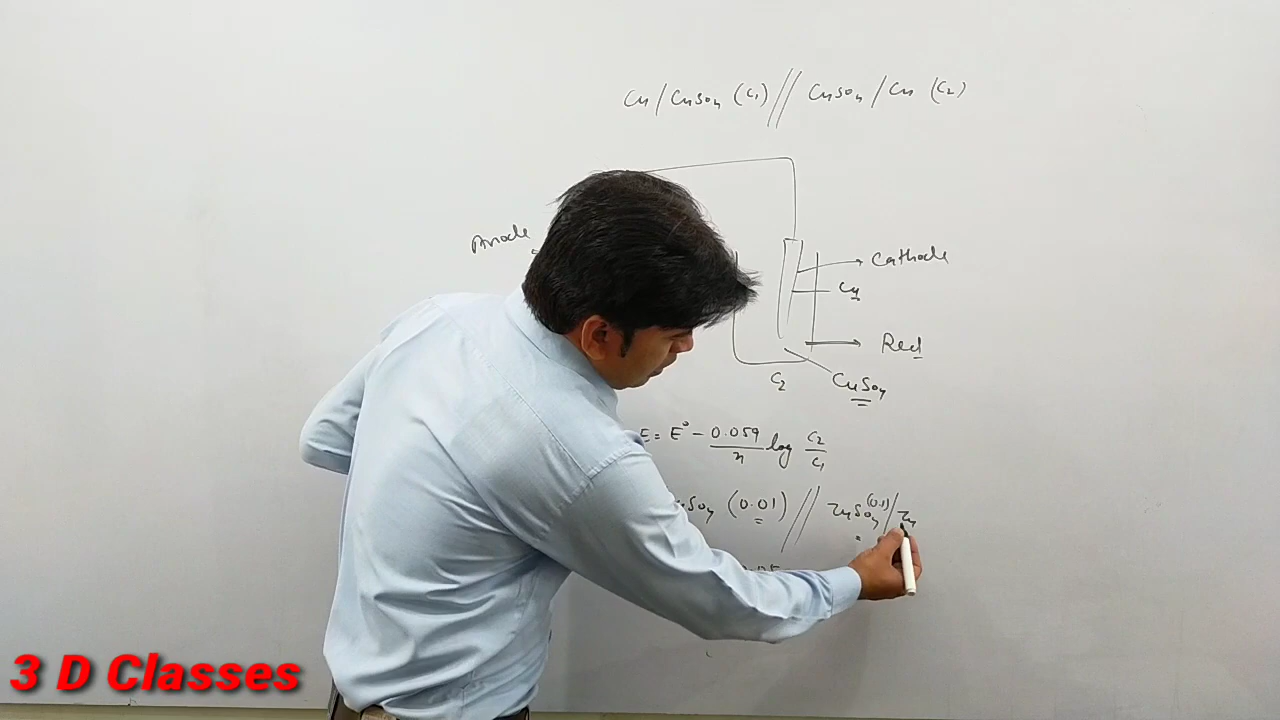 Cu/CuSO4 (C1) // CuSO4/Cu (C2)
Anode
Cathode
Cu
Red
C2
CuSO4
E = E° - 0.059/n log C2/C1
SO4 (0.01) // ZnSO4 (0.1)/Zn
3 D Classes